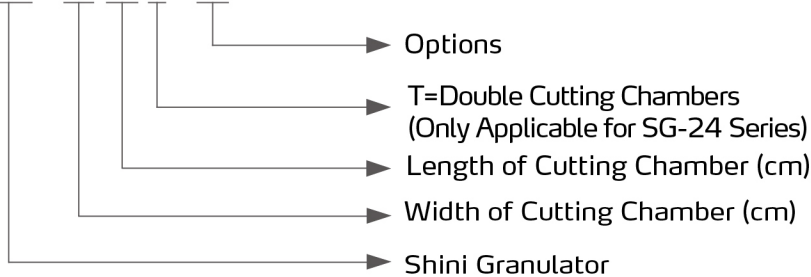 Options
T=Double Cutting Chambers
(Only Applicable for SG-24 Series)
Length of Cutting Chamber (cm)
Width of Cutting Chamber (cm)
Shini Granulator